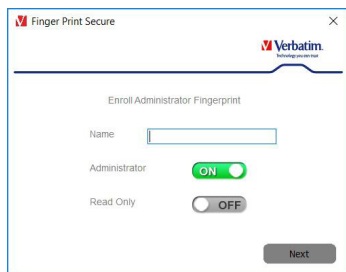 Finger Print Secure
Verbatim.
Technology you can trust
Enroll Administrator Fingerprint
Name
Administrator
ON
Read Only
OFF
Next